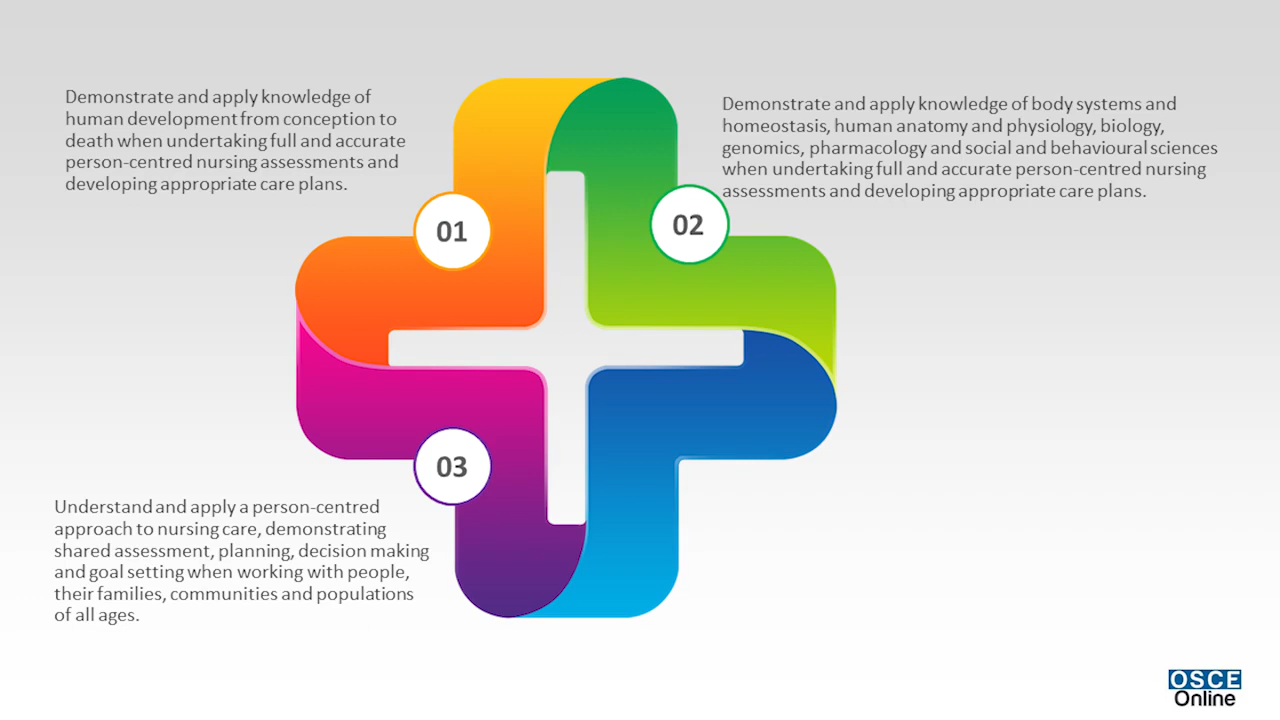 Demonstrate and apply knowledge of
human development from conception to
death when undertaking full and accurate
person-centred nursing assessments and
developing appropriate care plans.
01
Demonstrate and apply knowledge of body systems and
homeostasis, human anatomy and physiology, biology,
genomics, pharmacology and social and behavioural sciences
when undertaking full and accurate person-centred nursing
assessments and developing appropriate care plans.
02
03
Understand and apply a person-centred
approach to nursing care, demonstrating
shared assessment, planning, decision making
and goal setting when working with people,
their families, communities and populations
of all ages.
OSCE
Online